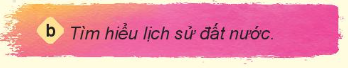 b Tìm hiểu lịch sử đất nước.